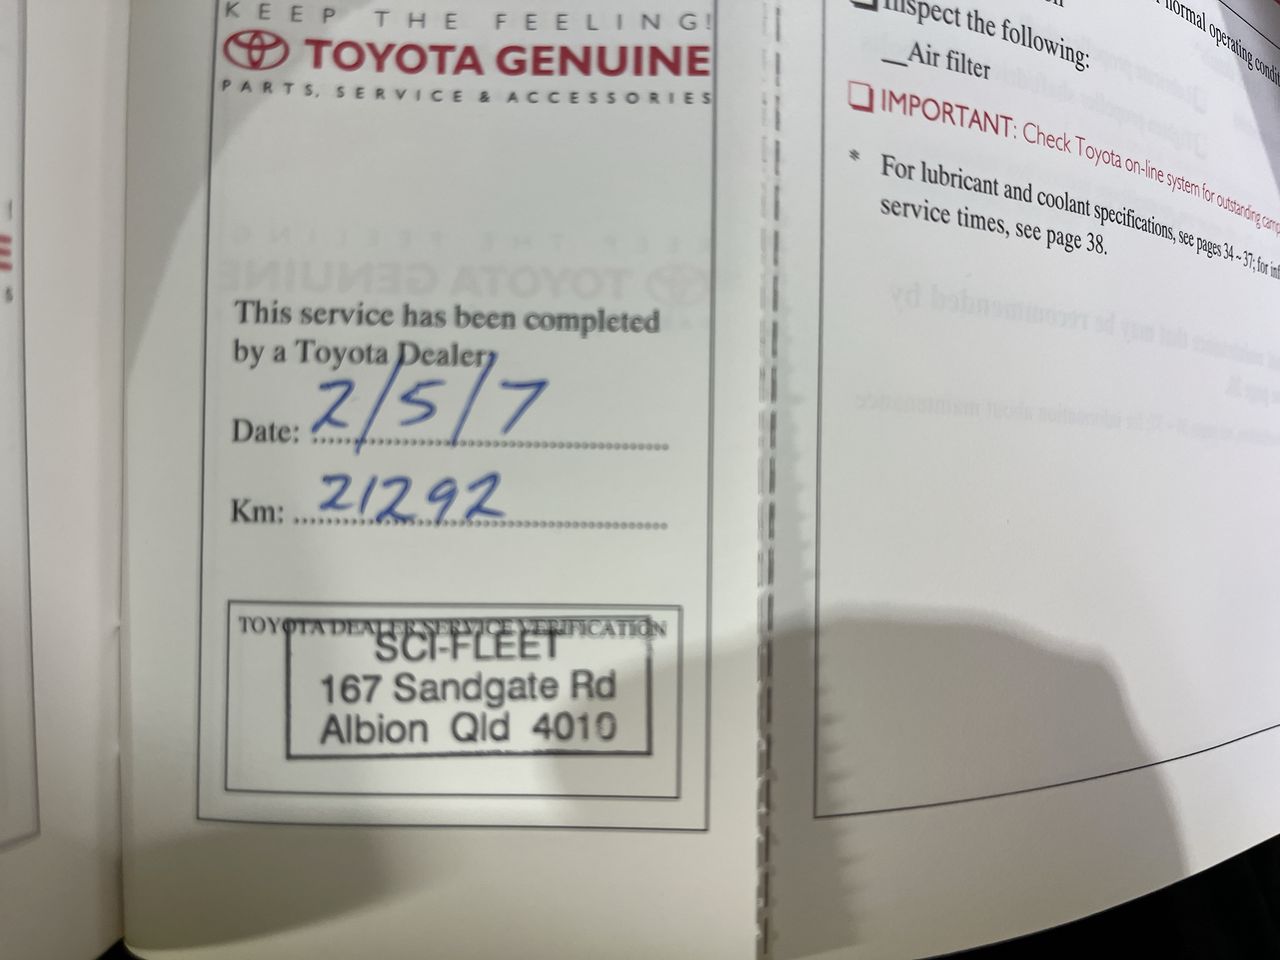 KEEP THE FEELING!
TOYOTA GENUINE
PARTS, SERVICE & ACCESSORIES
This service has been completed
by a Toyota Dealer:
Date: 2/5/7
Km: 21292
TOYOTA DEALER SERVICE VERIFICATION
SCI-FLEET
167 Sandgate Rd
Albion Qld 4010
normal operating
Inspect the following:
Air filter
IMPORTANT: Check Toyota on-line system for outstanding
* For lubricant and coolant specifications, see pages 34 ~ 37; for
service times, see page 38.